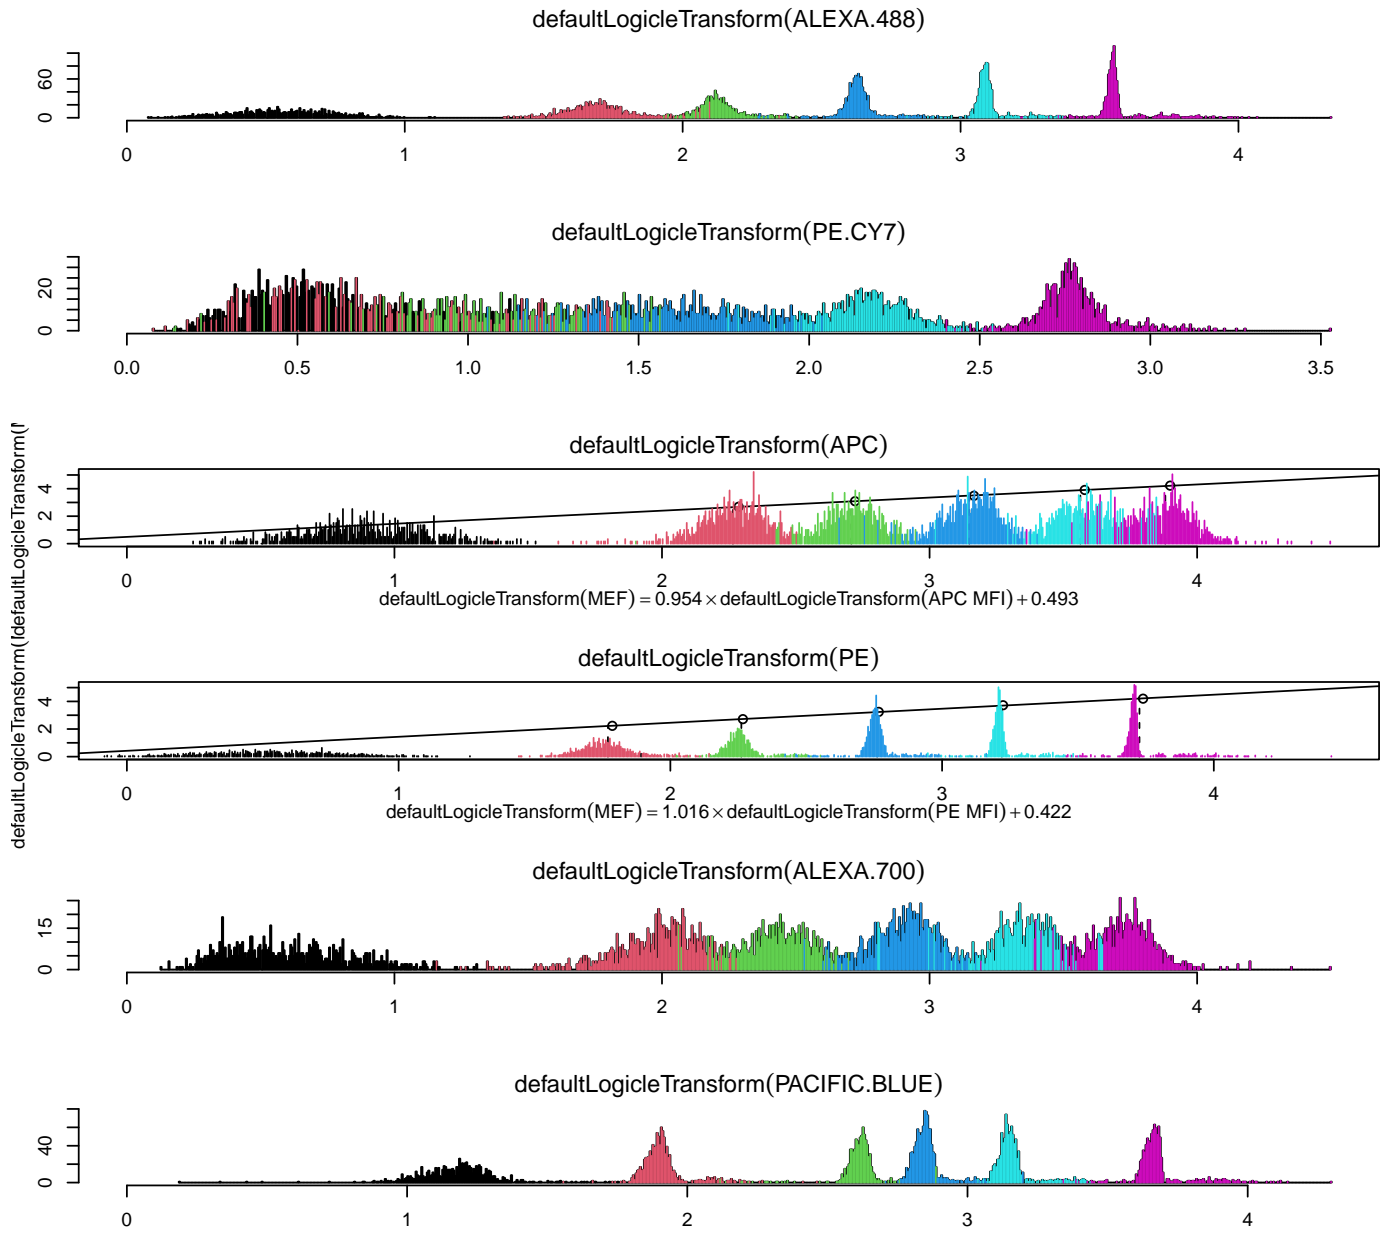 defaultLogicleTransform(ALEXA.488)
60
0
0 1 2 3 4
defaultLogicleTransform(PE.CY7)
20
0
0.0 0.5 1.0 1.5 2.0 2.5 3.0 3.5
defaultLogicleTransform(APC)
4
2
0
0 1 2 3 4
defaultLogicleTransform(MEF) = 0.954 × defaultLogicleTransform(APC MFI) + 0.493
defaultLogicleTransform(PE)
4
2
0
0 1 2 3 4
defaultLogicleTransform(MEF) = 1.016 × defaultLogicleTransform(PE MFI) + 0.422
defaultLogicleTransform(
defaultLogicleTransform(
defaultLogicleTransform(ALEXA.700)
15
0
0 1 2 3 4
defaultLogicleTransform(PACIFIC.BLUE)
40
0
0 1 2 3 4